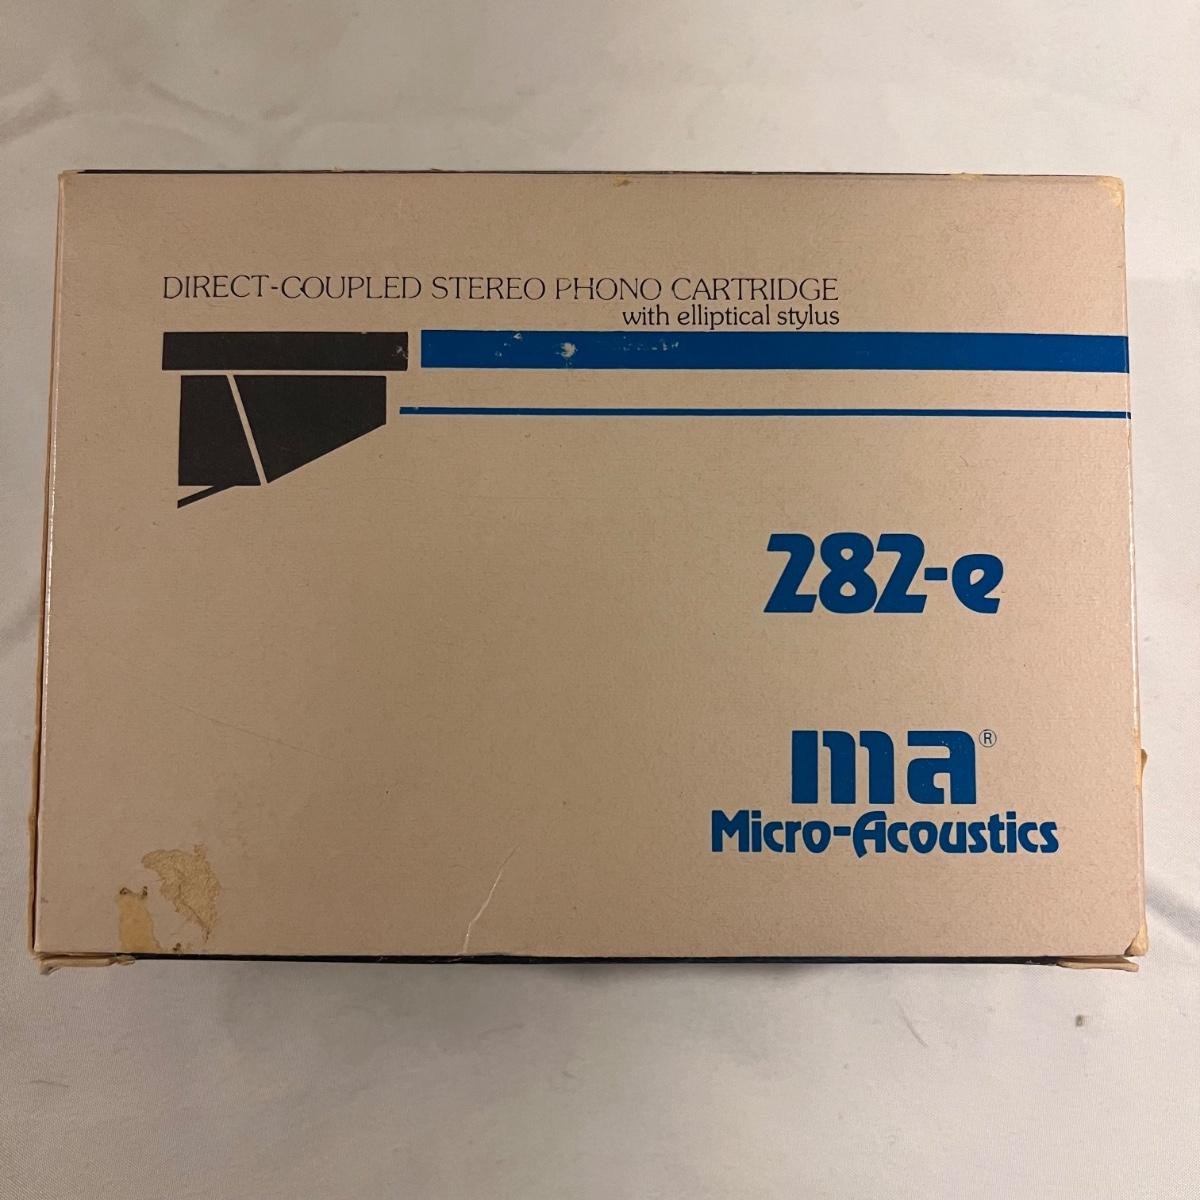 DIRECT-COUPLED STEREO PHONO CARTRIDGE
with elliptical stylus
282-e
ma®
Micro-Acoustics